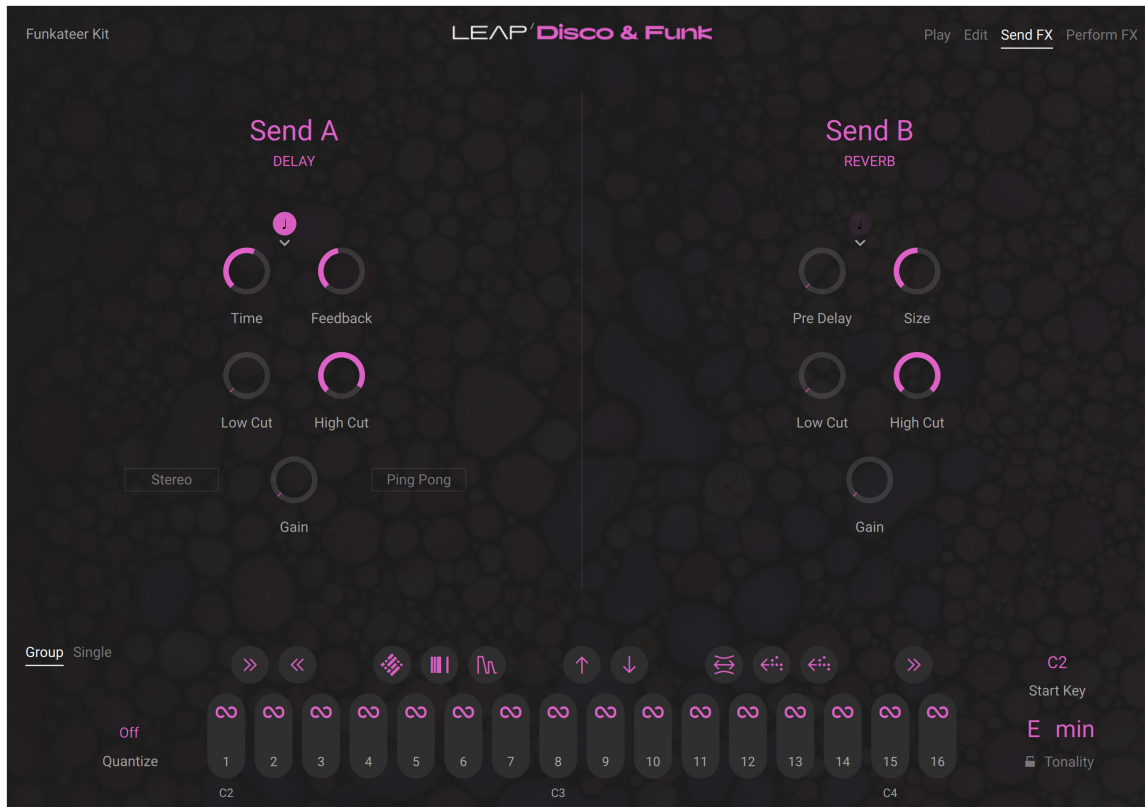 Funkateer Kit
LEAP Disco & Funk
Play Edit Send FX Perform FX
Send A
DELAY
Send B
REVERB
Time Feedback
Pre Delay Size
Low Cut High Cut
Low Cut High Cut
Stereo Ping Pong
Gain
Gain
Group Single
C2
Start Key
Off
Quantize
1 2 3 4 5 6 7 8 9 10 11 12 13 14 15 16
C2 C3 C4
E min
Tonality